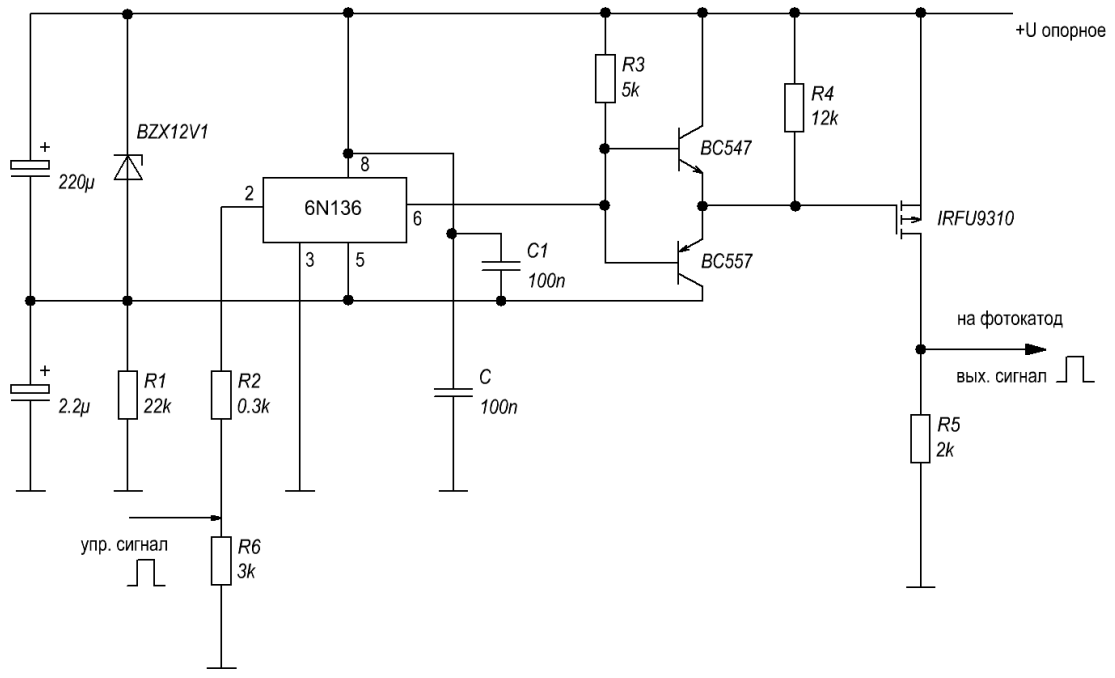 +U опорное
R3
5k
R4
12k
BZX12V1
+
220µ
8
2
6N136
6
3
5
BC547
BC557
IRFU9310
C1
100n
на фотокатод
вых. сигнал
+
2.2µ
R1
22k
R2
0.3k
C
100n
R5
2k
упр. сигнал
R6
3k